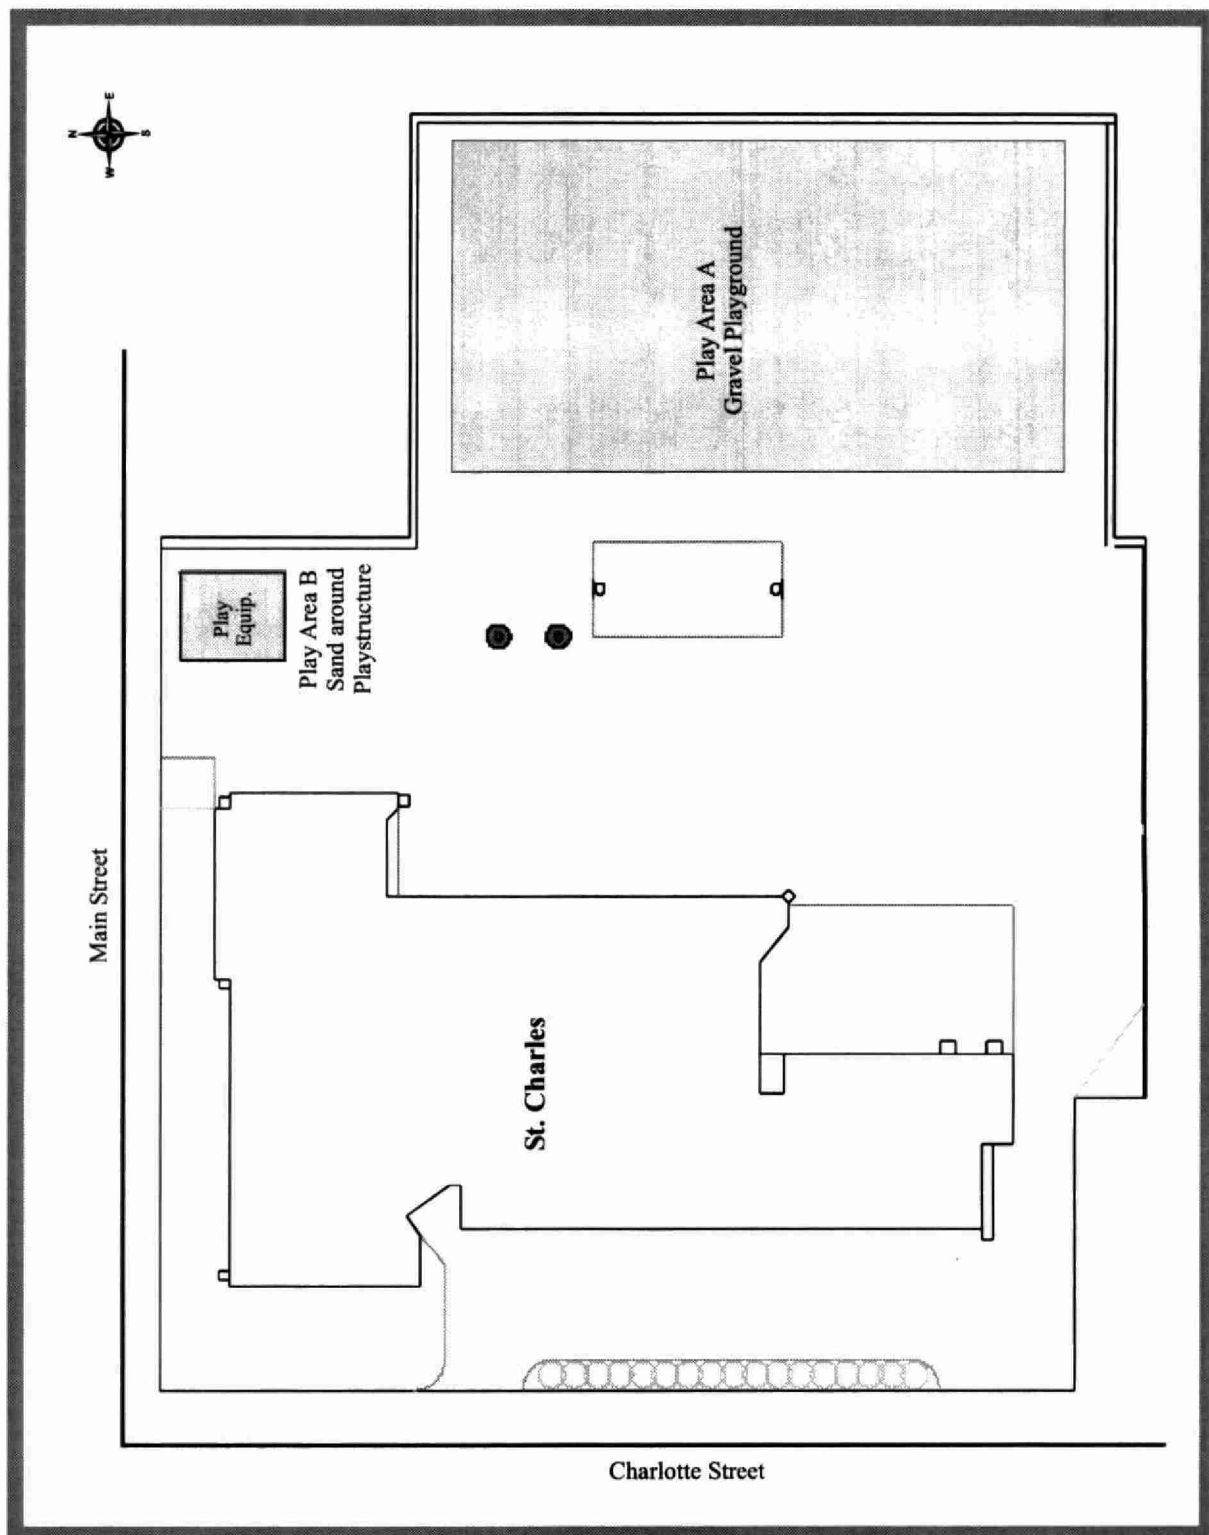 N
E
S
W
Play Area A
Gravel Playground
Play
Equip.
Play Area B
Sand around
Playstructure
Main Street
St. Charles
Charlotte Street